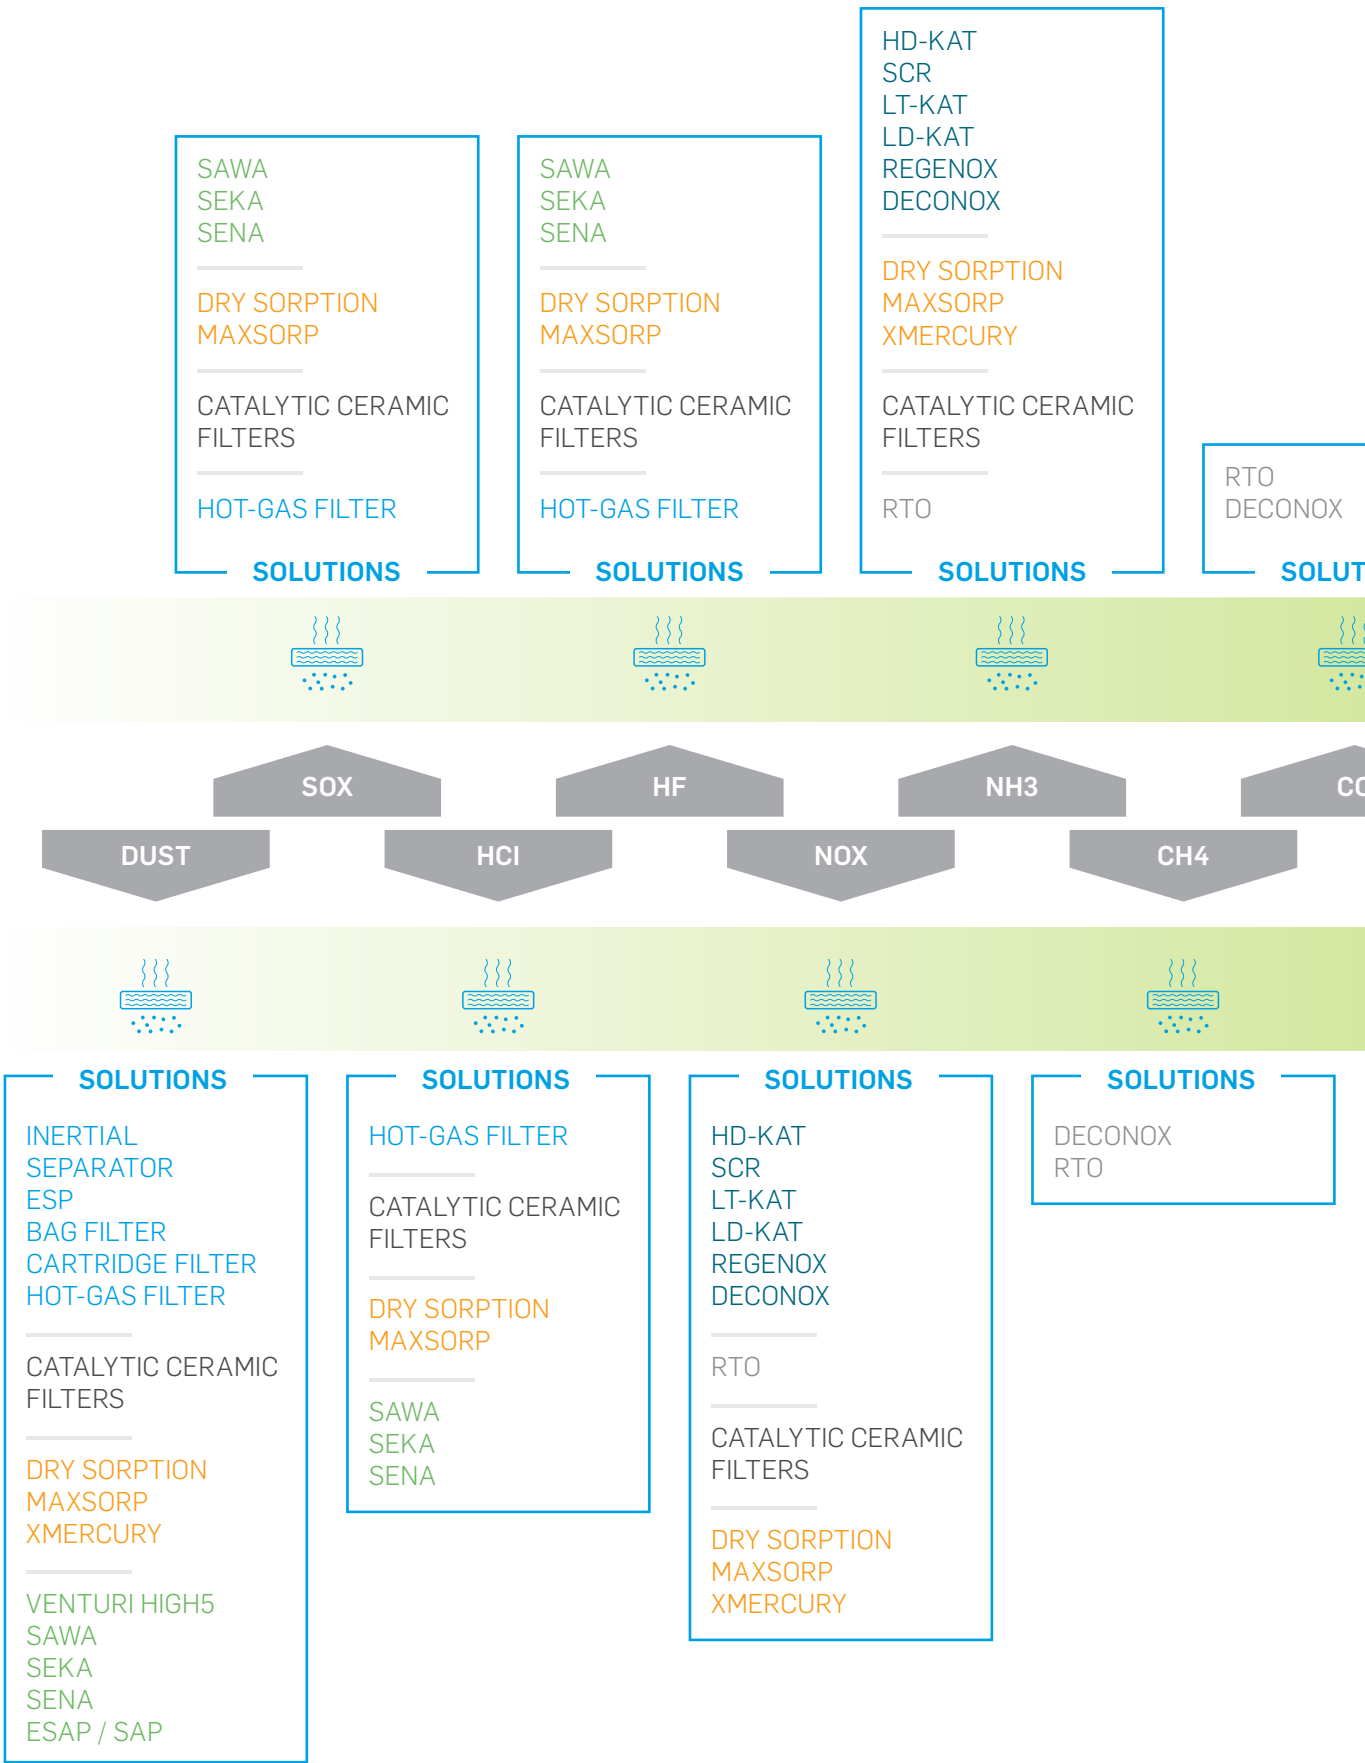 SAWA
SEKA
SENA
DRY SORPTION
MAXSORP
CATALYTIC CERAMIC
FILTERS
HOT-GAS FILTER
SOLUTIONS
SAWA
SEKA
SENA
DRY SORPTION
MAXSORP
CATALYTIC CERAMIC
FILTERS
HOT-GAS FILTER
SOLUTIONS
HD-KAT
SCR
LT-KAT
LD-KAT
REGENOX
DECONOX
DRY SORPTION
MAXSORP
XMERCURY
CATALYTIC CERAMIC
FILTERS
RTO
SOLUTIONS
RTO
DECONOX
SOLUT
SOX
HF
NH3
DUST
HCl
NOX
CH4
SOLUTIONS
INERTIAL
SEPARATOR
ESP
BAG FILTER
CARTRIDGE FILTER
HOT-GAS FILTER
CATALYTIC CERAMIC
FILTERS
DRY SORPTION
MAXSORP
XMERCURY
VENTURI HIGH5
SAWA
SEKA
SENA
ESAP / SAP
SOLUTIONS
HOT-GAS FILTER
CATALYTIC CERAMIC
FILTERS
DRY SORPTION
MAXSORP
SAWA
SEKA
SENA
SOLUTIONS
HD-KAT
SCR
LT-KAT
LD-KAT
REGENOX
DECONOX
RTO
CATALYTIC CERAMIC
FILTERS
DRY SORPTION
MAXSORP
XMERCURY
SOLUTIONS
DECONOX
RTO